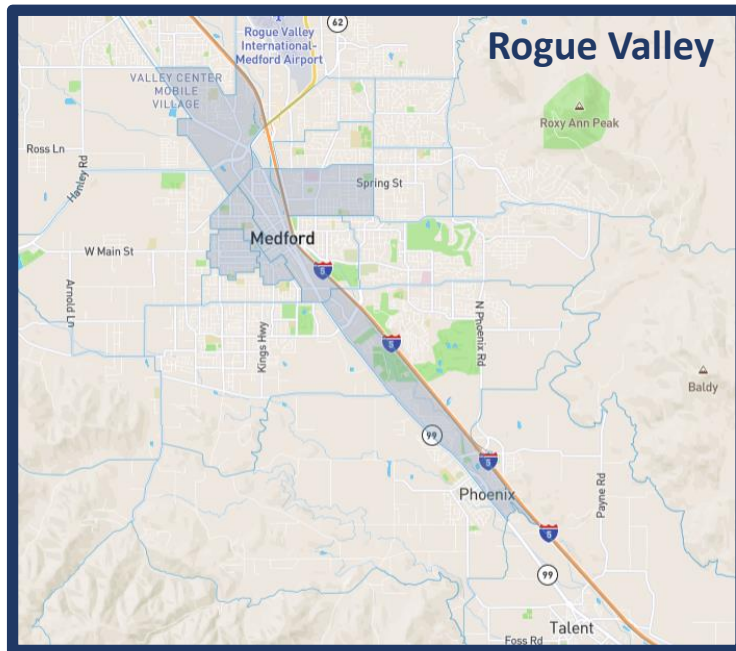 Rogue Valley
62
Rogue Valley
International-
Medford Airport
VALLEY CENTER
MOBILE
VILLAGE
Roxy Ann Peak
Ross Ln
Hanley Rd
Spring St
Medford
W Main St
5
Arnold Ln
Kings Hwy
N Phoenix Rd
5
Baldy
99
5
Phoenix
Payne Rd
5
99
Talent
Foss Rd